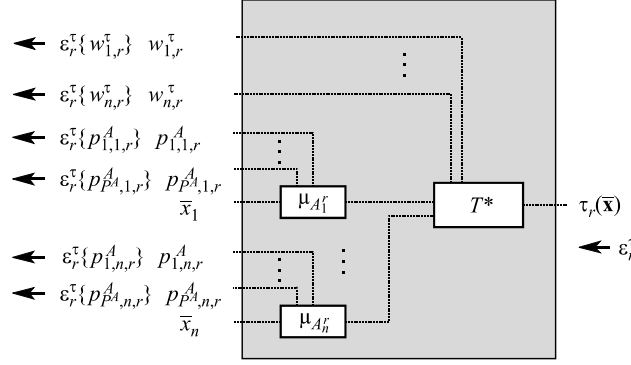 ε_r^τ{w_{1,r}^τ} w_{1,r}^τ
ε_r^τ{w_{n,r}^τ} w_{n,r}^τ
ε_r^τ{p_{1,1,r}^A} p_{1,1,r}^A
ε_r^τ{p_{P^A,1,r}^A} p_{P^A,1,r}^A
x̄_1 μ_{A_1^r} T* τ_r(x̄)
ε_r^τ{p_{1,n,r}^A} p_{1,n,r}^A
ε_r^τ{p_{P^A,n,r}^A} p_{P^A,n,r}^A
x̄_n μ_{A_n^r}